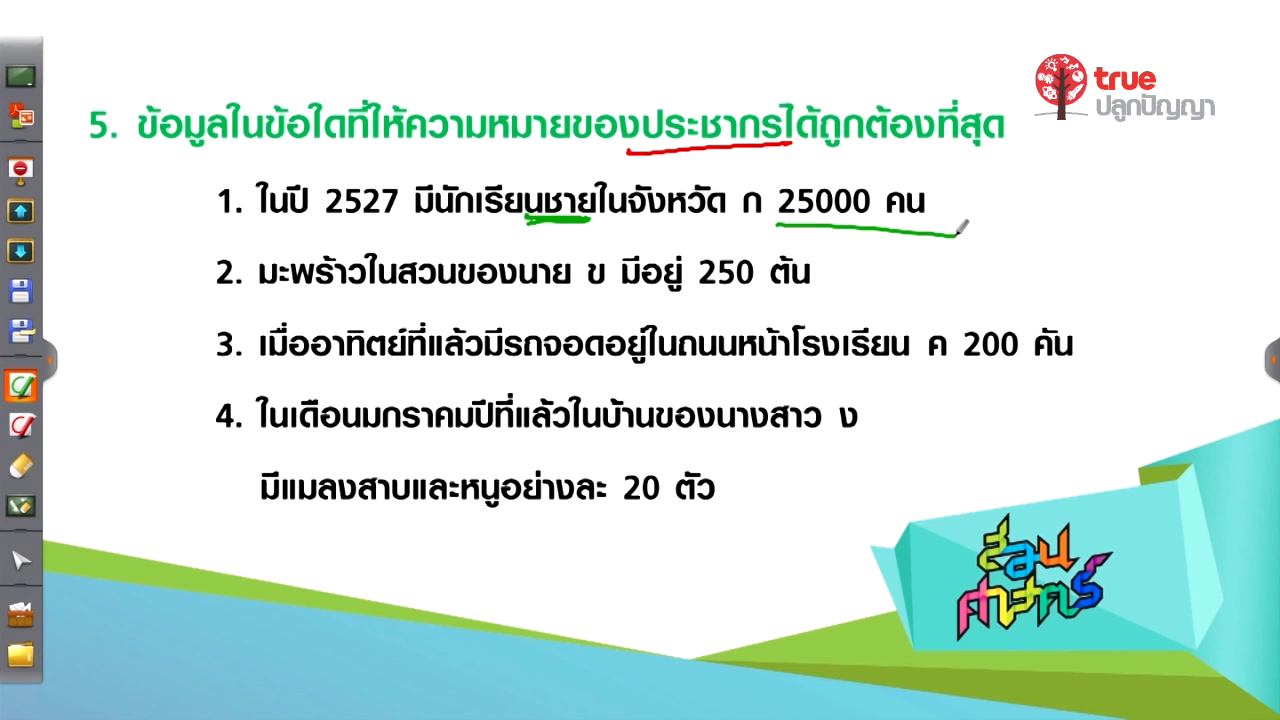 true
ปลูกปัญญา
5. ข้อมูลในข้อใดที่ให้ความหมายของประชากรได้ถูกต้องที่สุด
1. ในปี 2527 มีนักเรียนชายในจังหวัด ก 25000 คน
2. มะพร้าวในสวนของนาย ข มีอยู่ 250 ต้น
3. เมื่ออาทิตย์ที่แล้วมีรถจอดอยู่ในถนนหน้าโรงเรียน ค 200 คัน
4. ในเดือนมกราคมปีที่แล้วในบ้านของนางสาว ง
มีแมลงสาบและหนูอย่างละ 20 ตัว
สอน
ศาสตร์